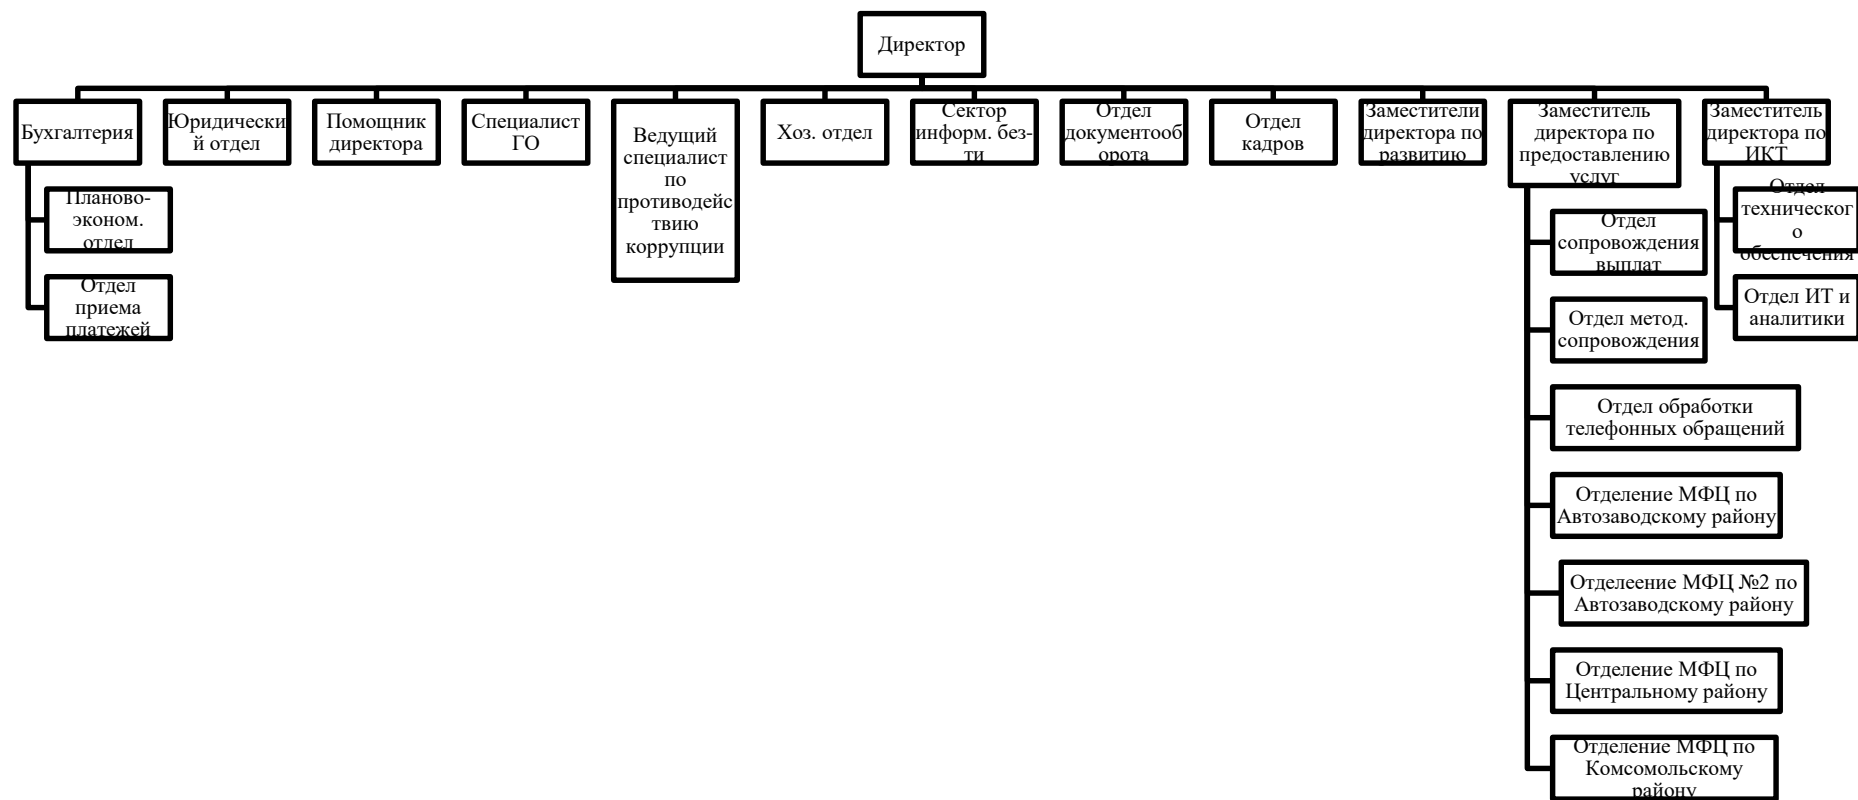 Директор
Бухгалтерия
Юридически
й отдел
Помощник
директора
Специалист
ГО
Ведущий
специалист
по
противодейс
твию
коррупции
Хоз. отдел
Сектор
информ. без-
ти
Отдел
документооб
орота
Отдел
кадров
Заместители
директора по
развитию
Заместитель
директора по
предоставлению
услуг
Заместитель
директора по
ИКТ
Планово-
эконом.
отдел
Отдел
приема
платежей
Отдел
сопровождения
выплат
Отдел метод.
сопровождения
Отдел обработки
телефонных обращений
Отделение МФЦ по
Автозаводскому району
Отделеение МФЦ №2 по
Автозаводскому району
Отделение МФЦ по
Центральному району
Отделение МФЦ по
Комсомольскому
району
Отдел
техническог
о
обеспечения
Отдел ИТ и
аналитики